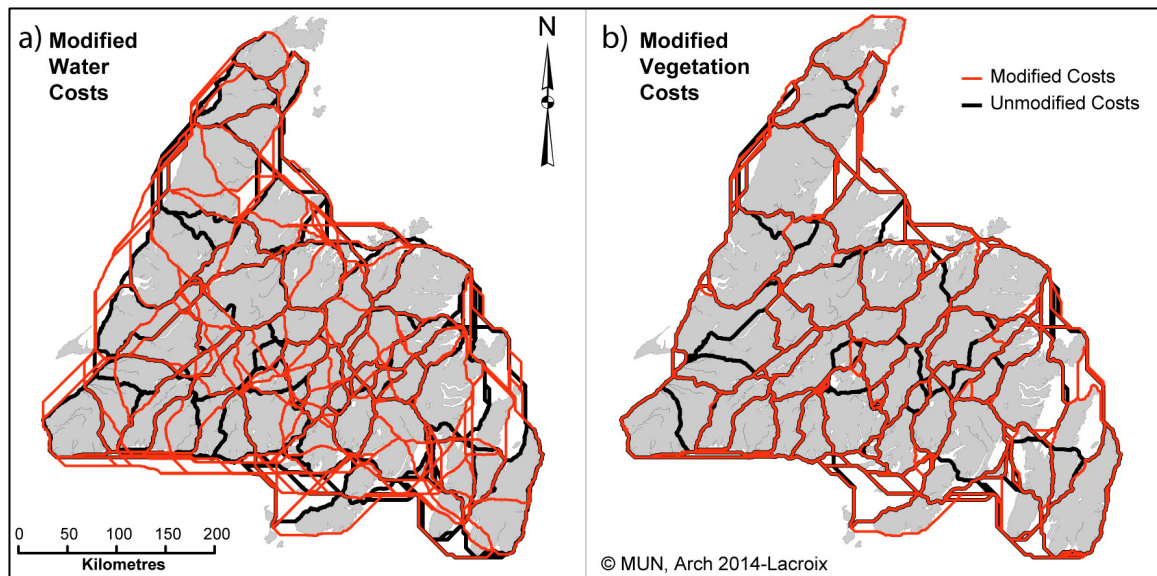 a) Modified
Water
Costs
N
0 50 100 150 200
Kilometres
b) Modified
Vegetation
Costs
Modified Costs
Unmodified Costs
© MUN, Arch 2014-Lacroix